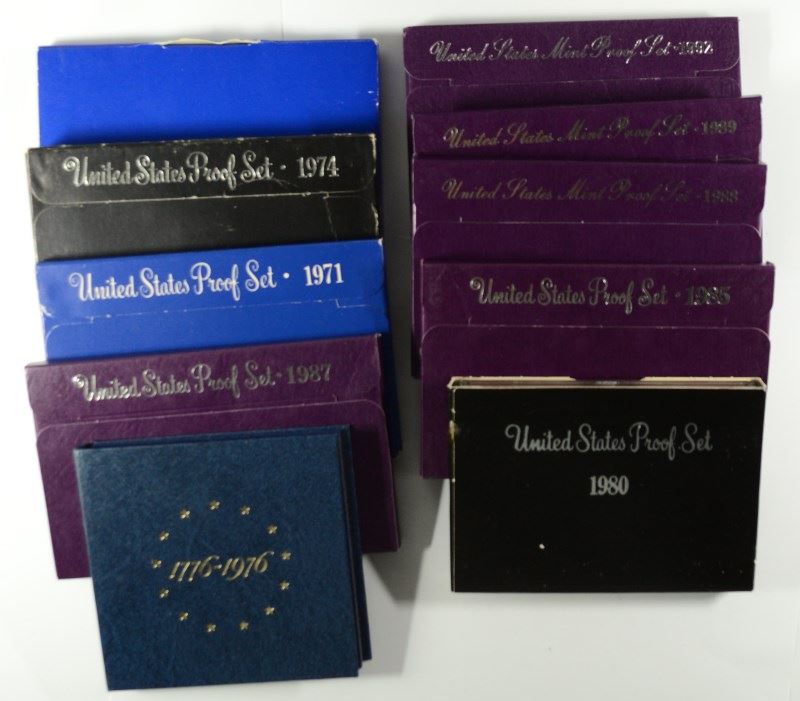 United States Proof Set · 1974
United States Proof Set · 1971
United States Proof Set · 1987
1776-1976
United States Mint Proof Set · 1992
United States Mint Proof Set · 1989
United States Mint Proof Set · 1988
United States Proof Set · 1985
United States Proof Set
1980